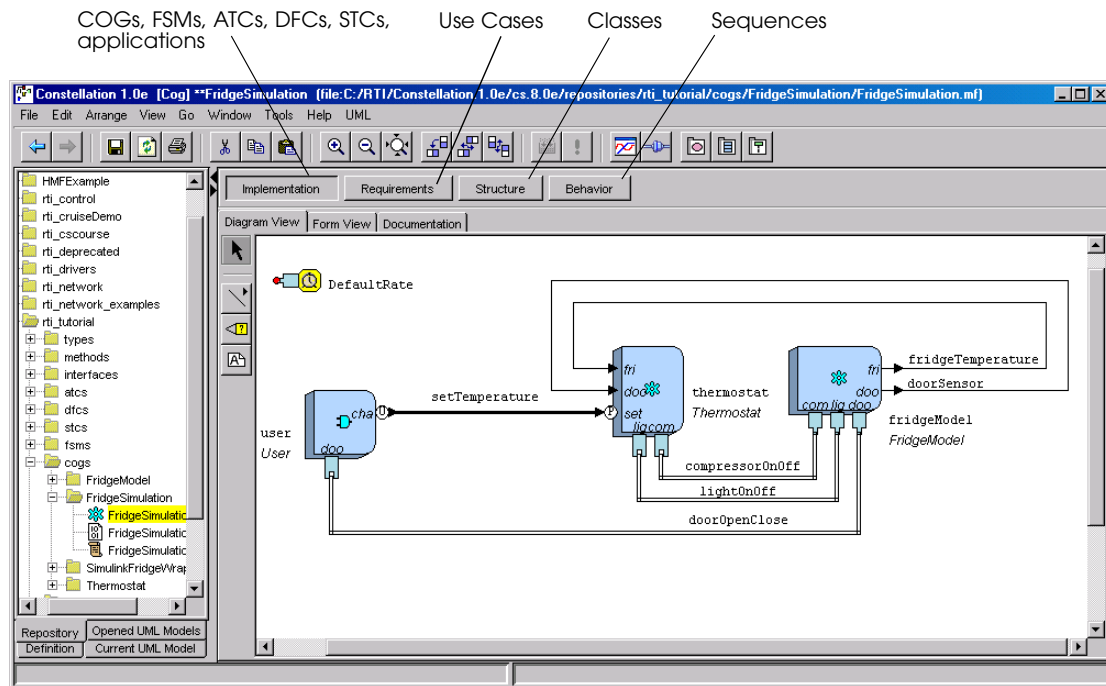 COGs, FSMs, ATCs, DFCs, STCs,
applications
Use Cases
Classes
Sequences
Constellation 1.0e [Cog] **FridgeSimulation (file:C:/RTI/Constellation.1.0e/cs.8.0e/repositories/rti_tutorial/cogs/FridgeSimulation/FridgeSimulation.mf)
File Edit Arrange View Go Window Tools Help UML
Implementation
Requirements
Structure
Behavior
Diagram View
Form View
Documentation
HMFExample
rti_control
rti_cruiseDemo
rti_cscourse
rti_deprecated
rti_drivers
rti_network
rti_network_examples
rti_tutorial
types
methods
interfaces
atcs
dfcs
stcs
fsms
cogs
FridgeModel
FridgeSimulation
FridgeSimulatio
FridgeSimulatio
FridgeSimulatio
SimulinkFridgeWrap
Thermostat
Repository
Opened UML Models
Definition
Current UML Model
DefaultRate
user
User
cha
U
doo
setTemperature
P
fri
doo
set
lig com
thermostat
Thermostat
fri
doo
com lig doo
fridgeTemperature
doorSensor
fridgeModel
FridgeModel
compressorOnOff
lightOnOff
doorOpenClose